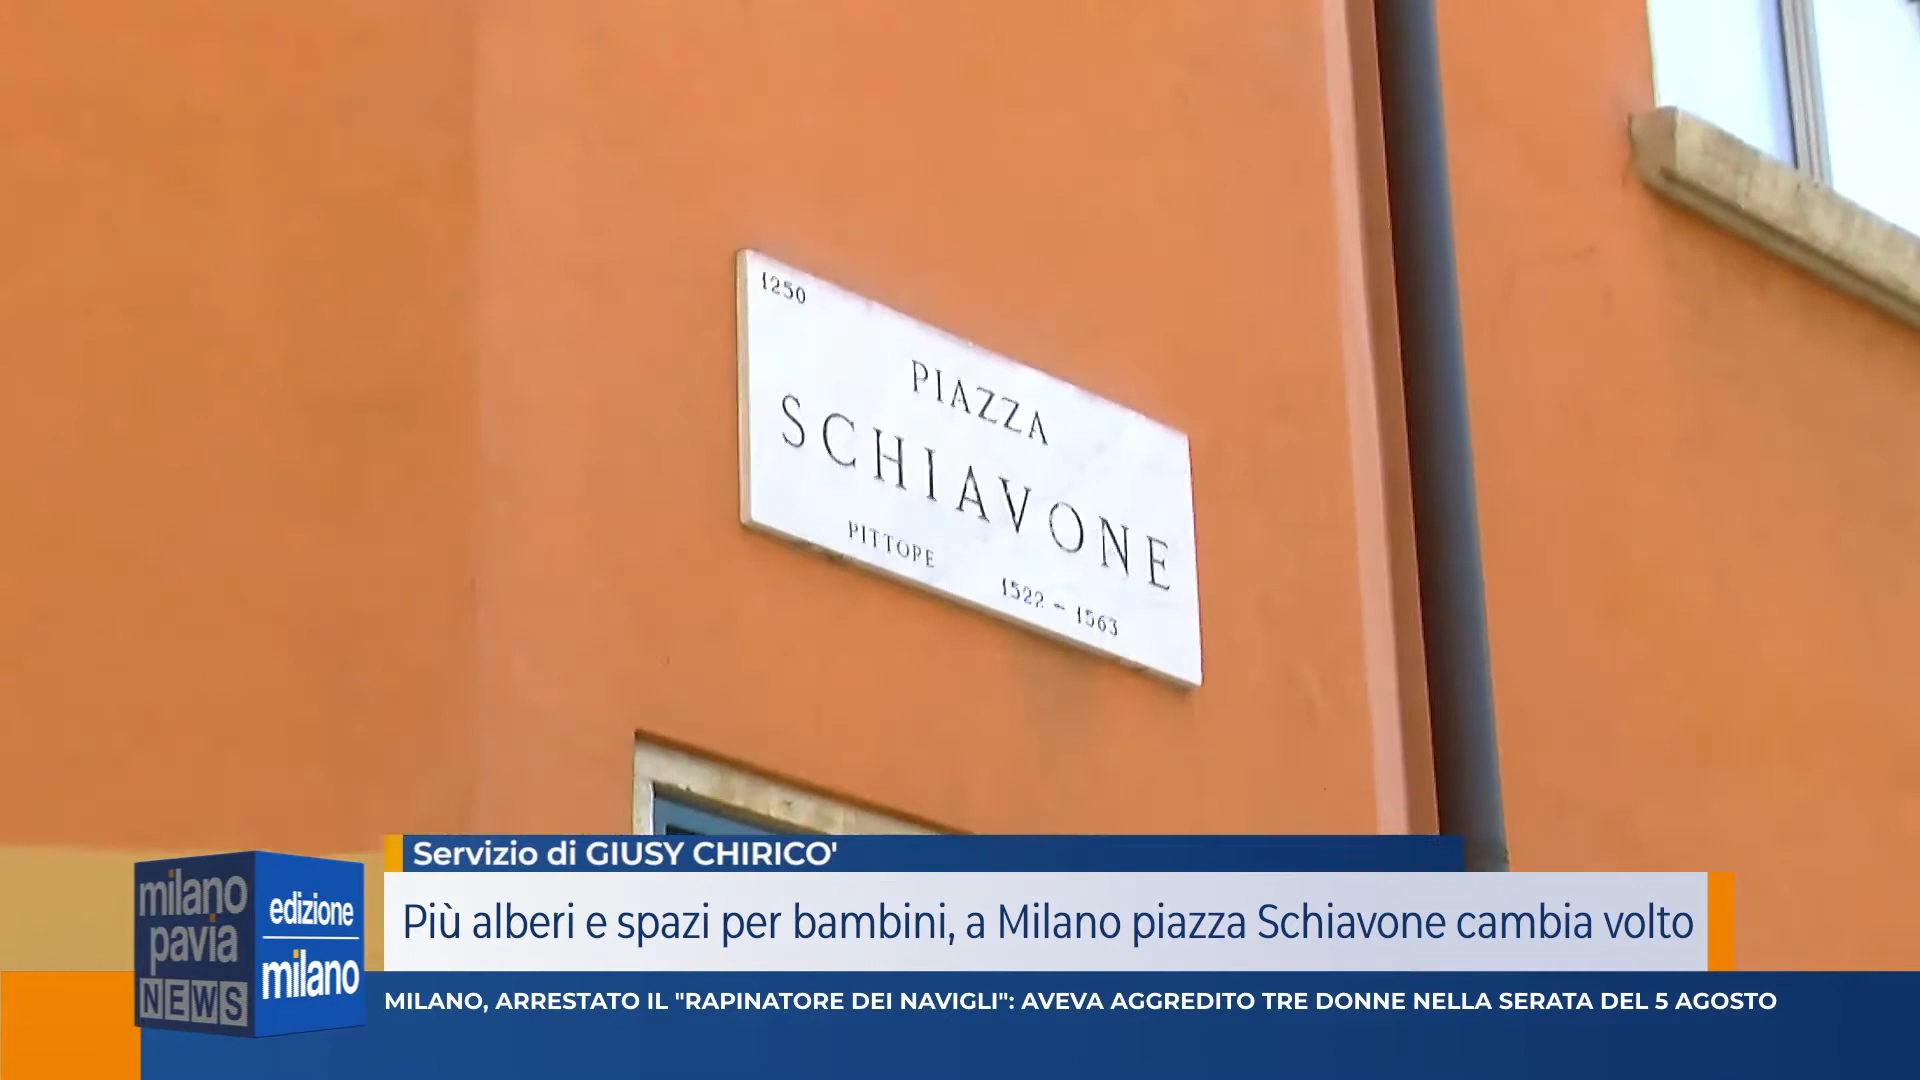 1250
PIAZZA
SCHIAVONE
PITTORE 1522 - 1563
Servizio di GIUSY CHIRICO'
Più alberi e spazi per bambini, a Milano piazza Schiavone cambia volto
milano
pavia
NEWS
edizione
milano
MILANO, ARRESTATO IL "RAPINATORE DEI NAVIGLI": AVEVA AGGREDITO TRE DONNE NELLA SERATA DEL 5 AGOSTO